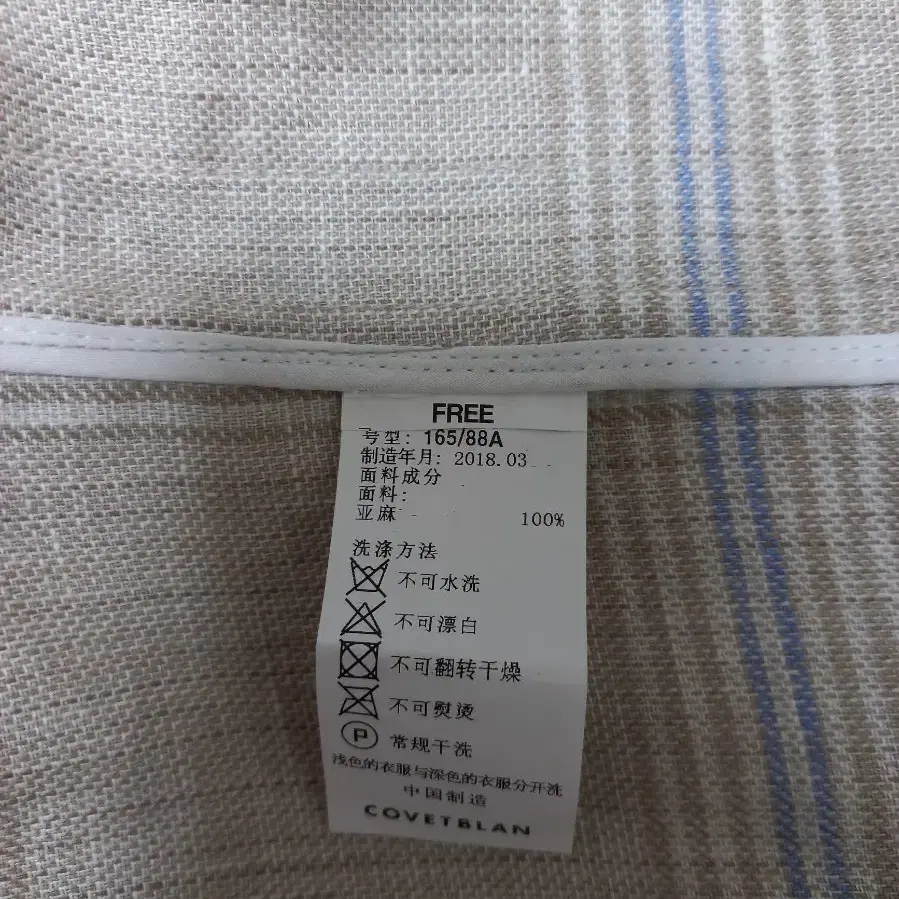 FREE
号型: 165/88A
制造年月: 2018.03
面料成分
面料:
亚麻 100%
洗涤方法
不可水洗
不可漂白
不可翻转干燥
不可熨烫
P 常规干洗
浅色的衣服与深色的衣服分开洗
中国制造
COVETBLAN